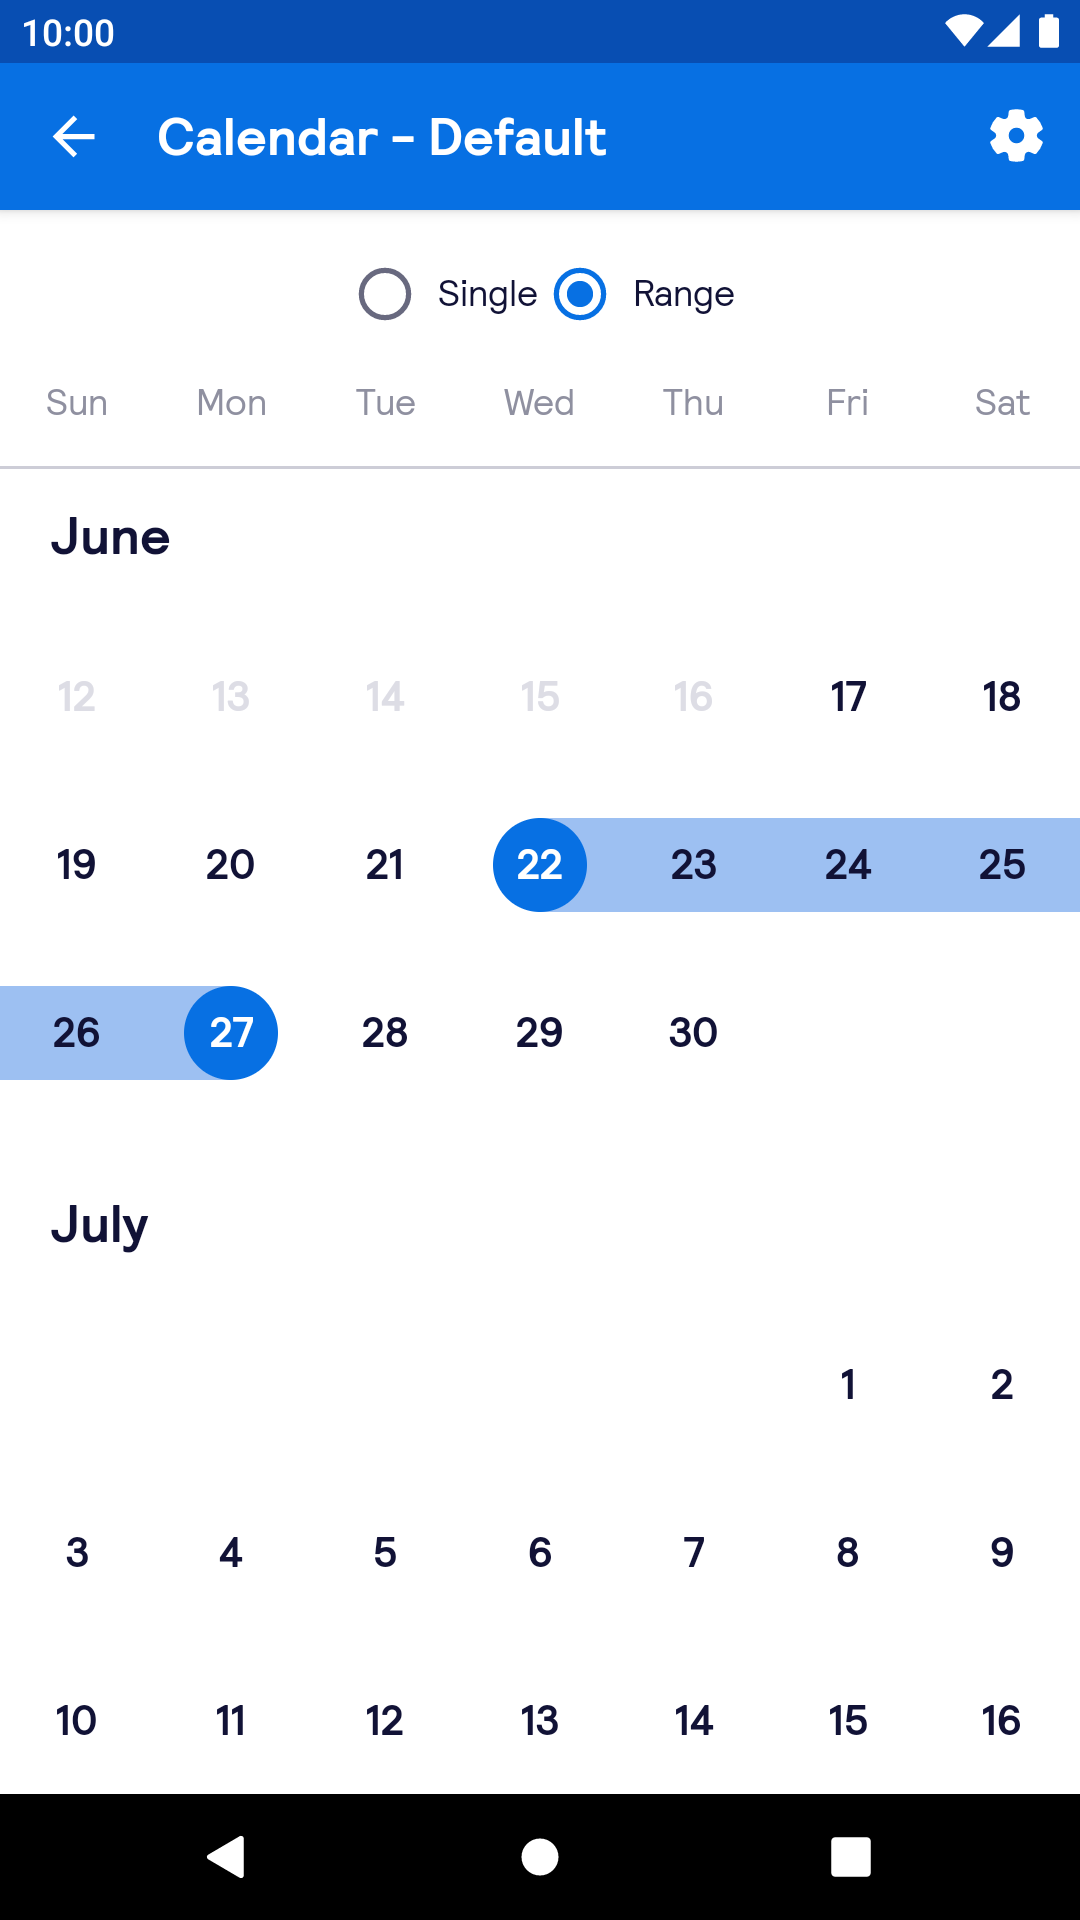 10:00
Calendar - Default
Single Range
Sun Mon Tue Wed Thu Fri Sat
June
12 13 14 15 16 17 18
19 20 21 22 23 24 25
26 27 28 29 30
July
1 2
3 4 5 6 7 8 9
10 11 12 13 14 15 16